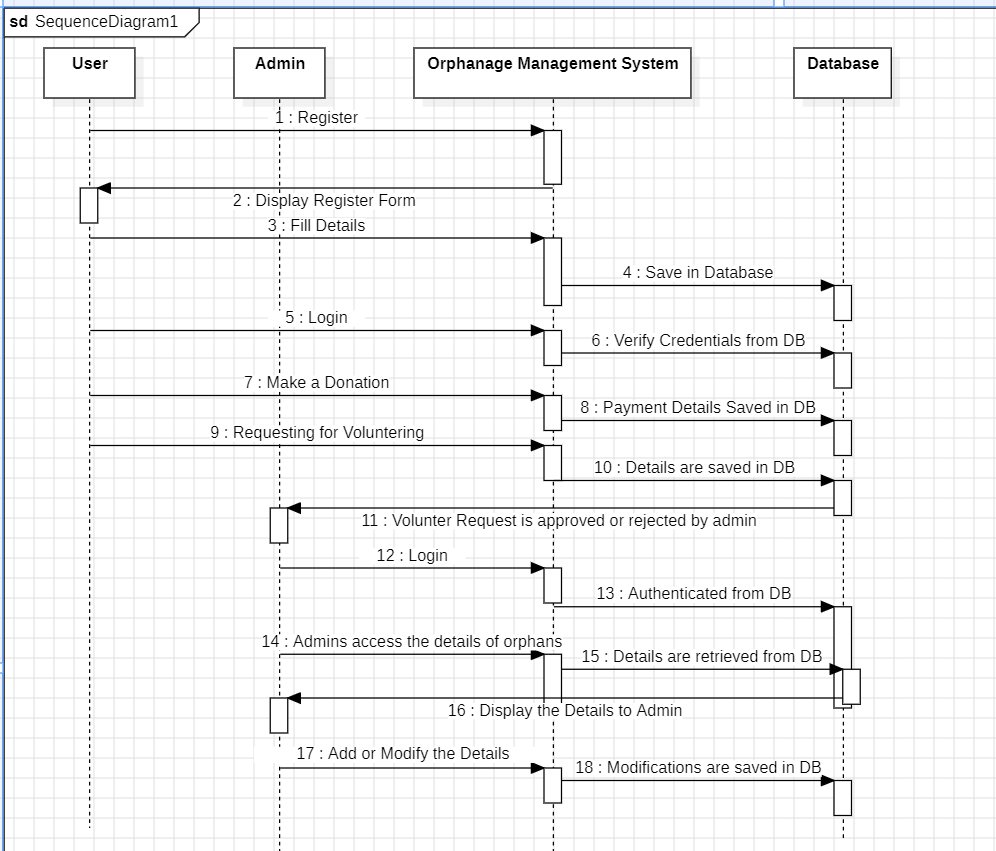 sd SequenceDiagram1
User
Admin
Orphanage Management System
Database
1 : Register
2 : Display Register Form
3 : Fill Details
4 : Save in Database
5 : Login
6 : Verify Credentials from DB
7 : Make a Donation
8 : Payment Details Saved in DB
9 : Requesting for Voluntering
10 : Details are saved in DB
11 : Volunter Request is approved or rejected by admin
12 : Login
13 : Authenticated from DB
14 : Admins access the details of orphans
15 : Details are retrieved from DB
16 : Display the Details to Admin
17 : Add or Modify the Details
18 : Modifications are saved in DB